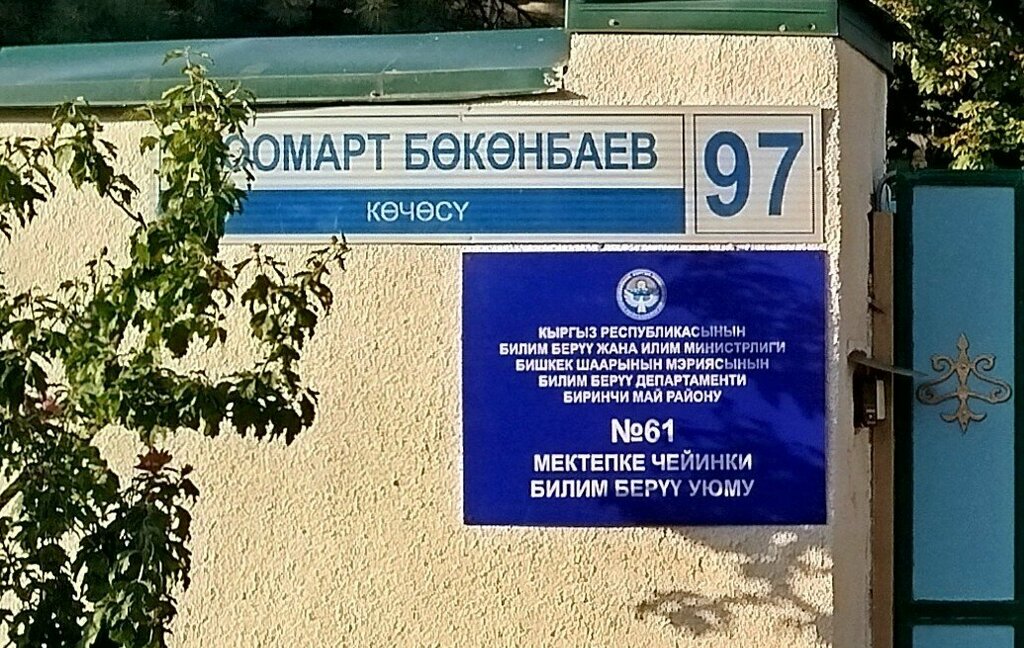 БӨКӨНБАЕВ
КӨЧӨСҮ
97
КЫРГЫЗ РЕСПУБЛИКАСЫНЫН
БИЛИМ БЕРҮҮ ЖАНА ИЛИМ МИНИСТРЛИГИ
БИШКЕК ШААРЫНЫН МЭРИЯСЫНЫН
БИЛИМ БЕРҮҮ ДЕПАРТАМЕНТИ
БИРИНЧИ МАЙ РАЙОНУ
№61
МЕКТЕПКЕ ЧЕЙИНКИ
БИЛИМ БЕРҮҮ УЮМУ